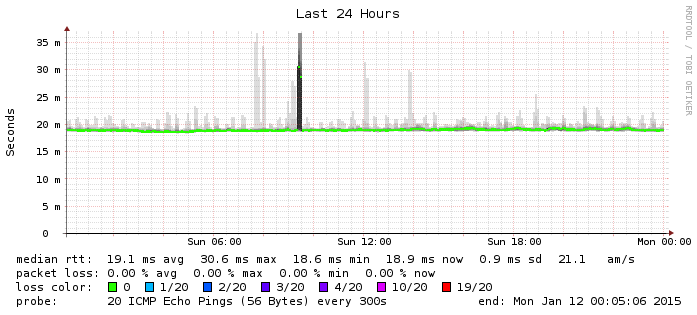 Last 24 Hours
RRDTOOL / TOBI OETIKER
Seconds
35 m
30 m
25 m
20 m
15 m
10 m
5 m
0
Sun 06:00 Sun 12:00 Sun 18:00 Mon 00:00
median rtt: 19.1 ms avg 30.6 ms max 18.6 ms min 18.9 ms now 0.9 ms sd 21.1 am/s
packet loss: 0.00 % avg 0.00 % max 0.00 % min 0.00 % now
loss color: 0 1/20 2/20 3/20 4/20 10/20 19/20
probe: 20 ICMP Echo Pings (56 Bytes) every 300s end: Mon Jan 12 00:05:06 2015